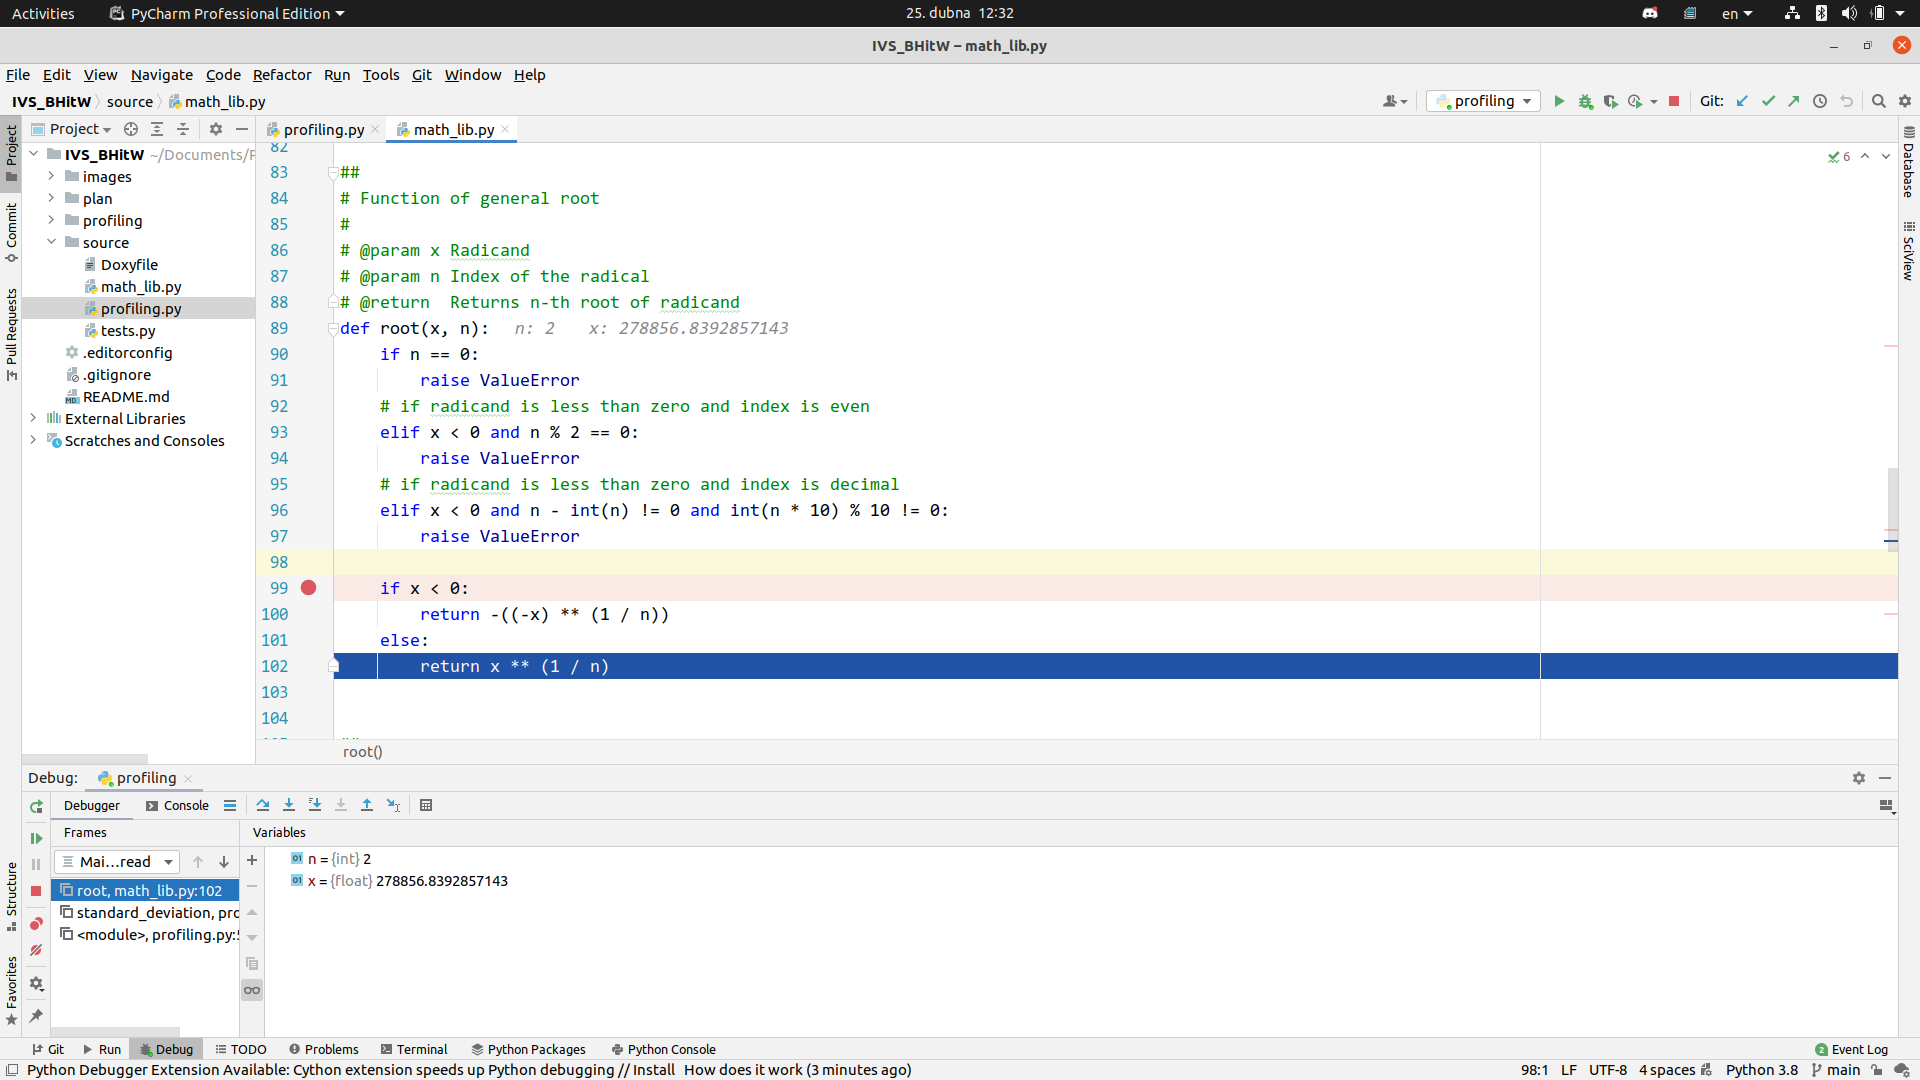 Activities PyCharm Professional Edition 25. dubna 12:32 en
IVS_BHitW – math_lib.py
File Edit View Navigate Code Refactor Run Tools Git Window Help
IVS_BHitW source math_lib.py profiling Git:
Project profiling.py math_lib.py
IVS_BHitW ~/Documents/F
images
plan
profiling
source
Doxyfile
math_lib.py
profiling.py
tests.py
.editorconfig
.gitignore
README.md
External Libraries
Scratches and Consoles
Project
Commit
Pull Requests
Structure
Favorites
Database
SciView
6
82
83 ##
84 # Function of general root
85 #
86 # @param x Radicand
87 # @param n Index of the radical
88 # @return  Returns n-th root of radicand
89 def root(x, n): n: 2 x: 278856.8392857143
90 if n == 0:
91 raise ValueError
92 # if radicand is less than zero and index is even
93 elif x < 0 and n % 2 == 0:
94 raise ValueError
95 # if radicand is less than zero and index is decimal
96 elif x < 0 and n - int(n) != 0 and int(n * 10) % 10 != 0:
97 raise ValueError
98
99 if x < 0:
100 return -((-x) ** (1 / n))
101 else:
102 return x ** (1 / n)
103
104
root()
Debug: profiling
Debugger Console
Frames Variables
Mai...read
root, math_lib.py:102
standard_deviation, pro
<module>, profiling.py:
n = {int} 2
x = {float} 278856.8392857143
Git Run Debug TODO Problems Terminal Python Packages Python Console 2 Event Log
Python Debugger Extension Available: Cython extension speeds up Python debugging // Install How does it work (3 minutes ago) 98:1 LF UTF-8 4 spaces Python 3.8 main